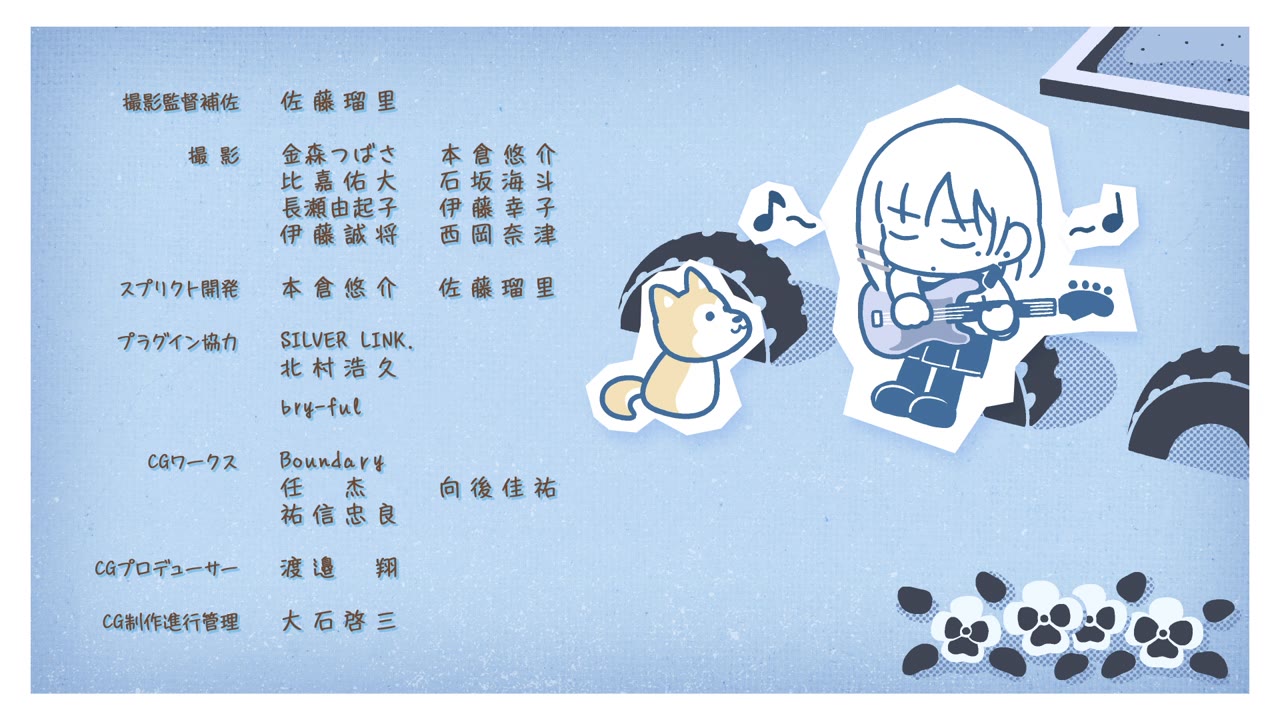 撮影監督補佐 佐藤瑠里
撮影 金森つばさ 本倉悠介
比嘉佑大 石坂海斗
長瀬由起子 伊藤幸子
伊藤誠将 西岡奈津
スプリクト開発 本倉悠介 佐藤瑠里
プラグイン協力 SILVER LINK.
北村浩久
bry-ful
CGワークス Boundary
任杰 向後佳祐
祐信忠良
CGプロデューサー 渡邉翔
CG制作進行管理 大石啓三